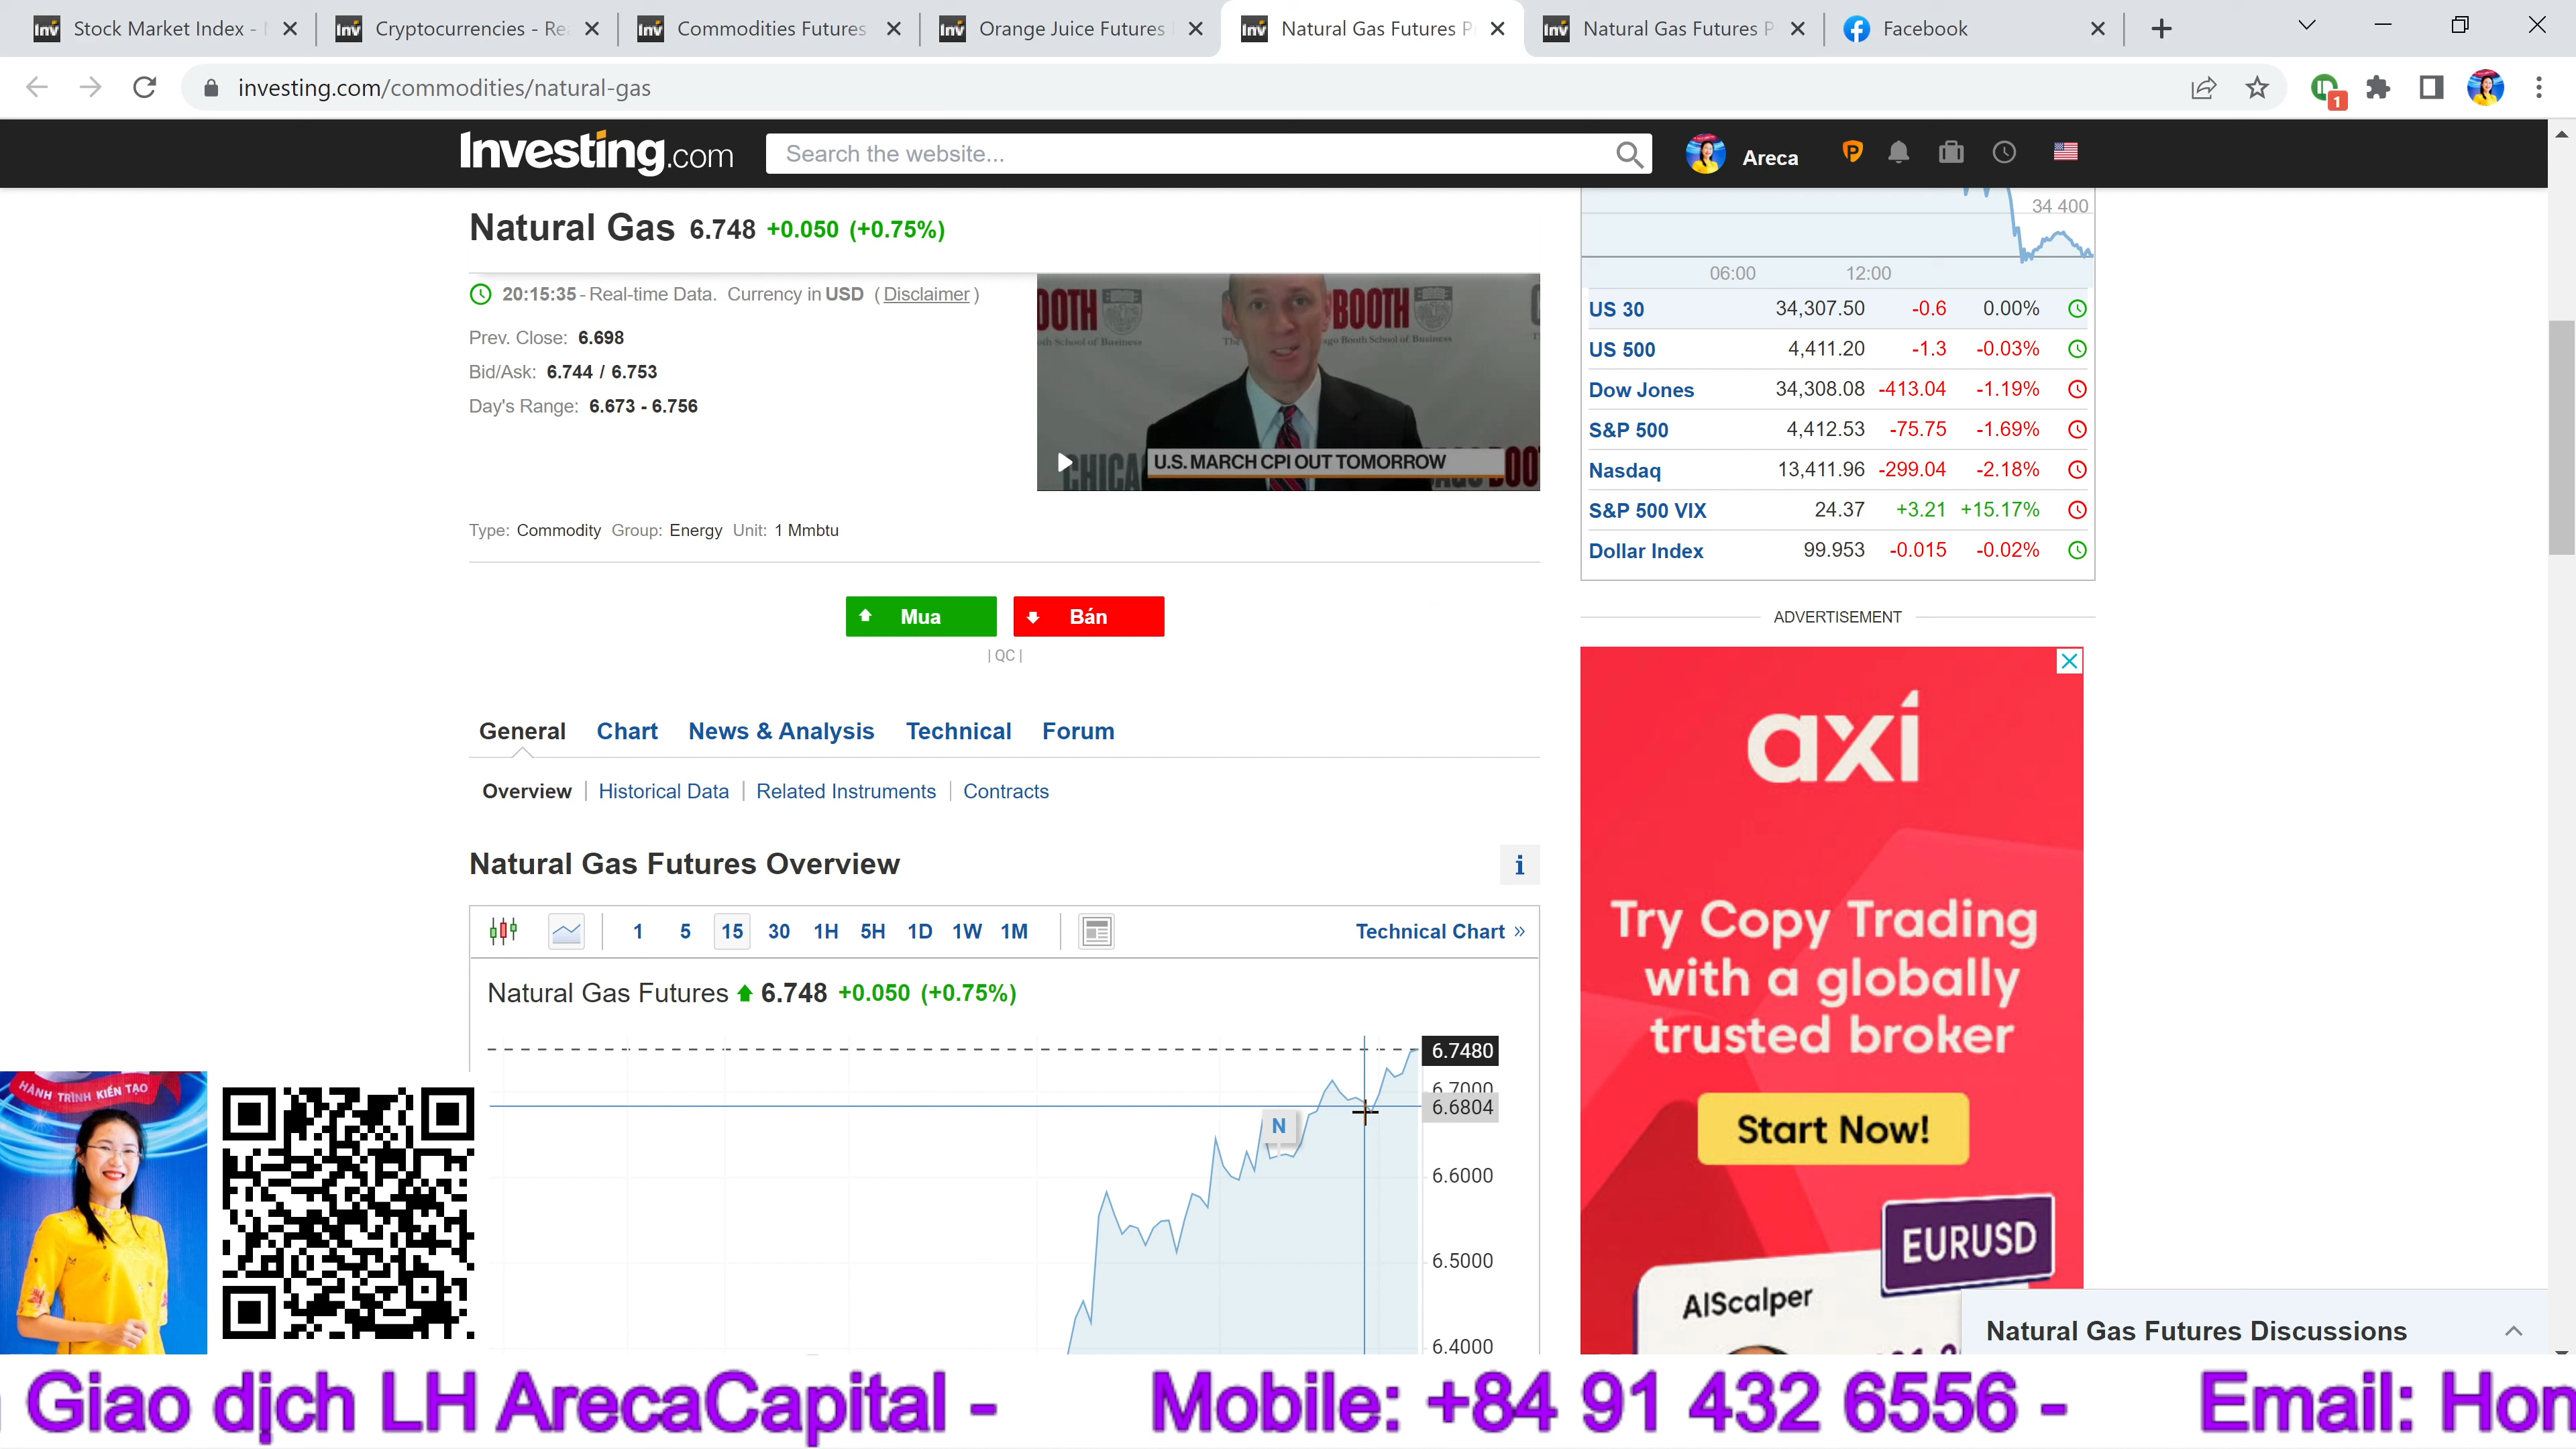 Stock Market Index -
Cryptocurrencies - Re
Commodities Futures
Orange Juice Futures
Natural Gas Futures P
Natural Gas Futures P
Facebook
investing.com/commodities/natural-gas
1
Investing.com
Search the website...
Areca
Natural Gas 6.748 +0.050 (+0.75%)
20:15:35 - Real-time Data. Currency in USD ( Disclaimer )
Prev. Close: 6.698
Bid/Ask: 6.744 / 6.753
Day's Range: 6.673 - 6.756
BOOTH
BOOTH
U.S. MARCH CPI OUT TOMORROW
Type: Commodity Group: Energy Unit: 1 Mmbtu
34 400
06:00 12:00
US 30 34,307.50 -0.6 0.00%
US 500 4,411.20 -1.3 -0.03%
Dow Jones 34,308.08 -413.04 -1.19%
S&P 500 4,412.53 -75.75 -1.69%
Nasdaq 13,411.96 -299.04 -2.18%
S&P 500 VIX 24.37 +3.21 +15.17%
Dollar Index 99.953 -0.015 -0.02%
Mua Bán
| QC |
ADVERTISEMENT
General Chart News & Analysis Technical Forum
Overview Historical Data Related Instruments Contracts
Natural Gas Futures Overview
i
1 5 15 30 1H 5H 1D 1W 1M Technical Chart »
Natural Gas Futures 6.748 +0.050 (+0.75%)
6.7480
6.7000
6.6804
N
6.6000
6.5000
6.4000
axi
Try Copy Trading
with a globally
trusted broker
Start Now!
EURUSD
AIScalper
Natural Gas Futures Discussions
HÀNH TRÌNH KIẾN TẠO
Giao dịch LH ArecaCapital - Mobile: +84 91 432 6556 - Email: Hon